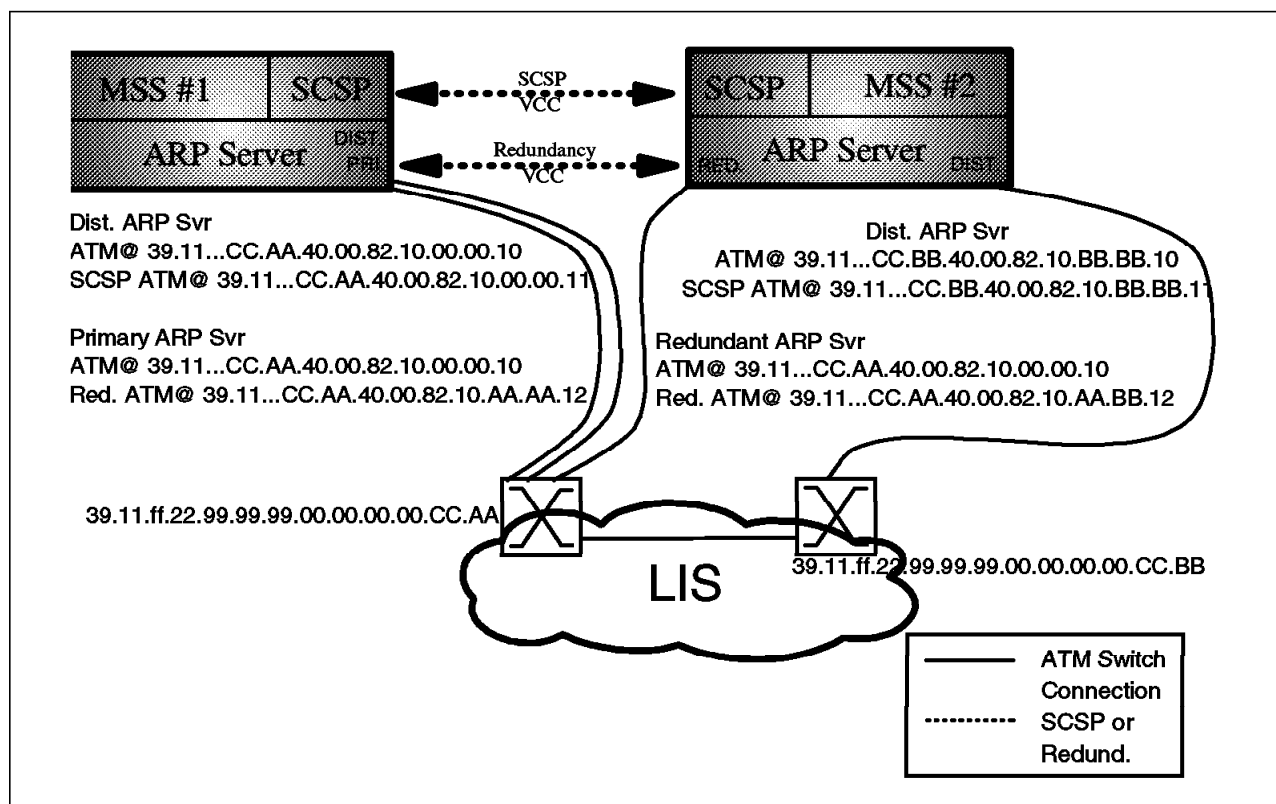 MSS #1
SCSP
ARP Server
DIST.
PRI.
SCSP
VCC
Redundancy
VCC
SCSP
MSS #2
RED.
ARP Server
DIST.
Dist. ARP Svr
ATM@ 39.11...CC.AA.40.00.82.10.00.00.10
SCSP ATM@ 39.11...CC.AA.40.00.82.10.00.00.11
Primary ARP Svr
ATM@ 39.11...CC.AA.40.00.82.10.00.00.10
Red. ATM@ 39.11...CC.AA.40.00.82.10.AA.AA.12
Dist. ARP Svr
ATM@ 39.11...CC.BB.40.00.82.10.BB.BB.10
SCSP ATM@ 39.11...CC.BB.40.00.82.10.BB.BB.11
Redundant ARP Svr
ATM@ 39.11...CC.AA.40.00.82.10.00.00.10
Red. ATM@ 39.11...CC.AA.40.00.82.10.AA.BB.12
39.11.ff.22.99.99.99.00.00.00.00.CC.AA
39.11.ff.22.99.99.99.00.00.00.00.CC.BB
LIS
ATM Switch
Connection
SCSP or
Redund.